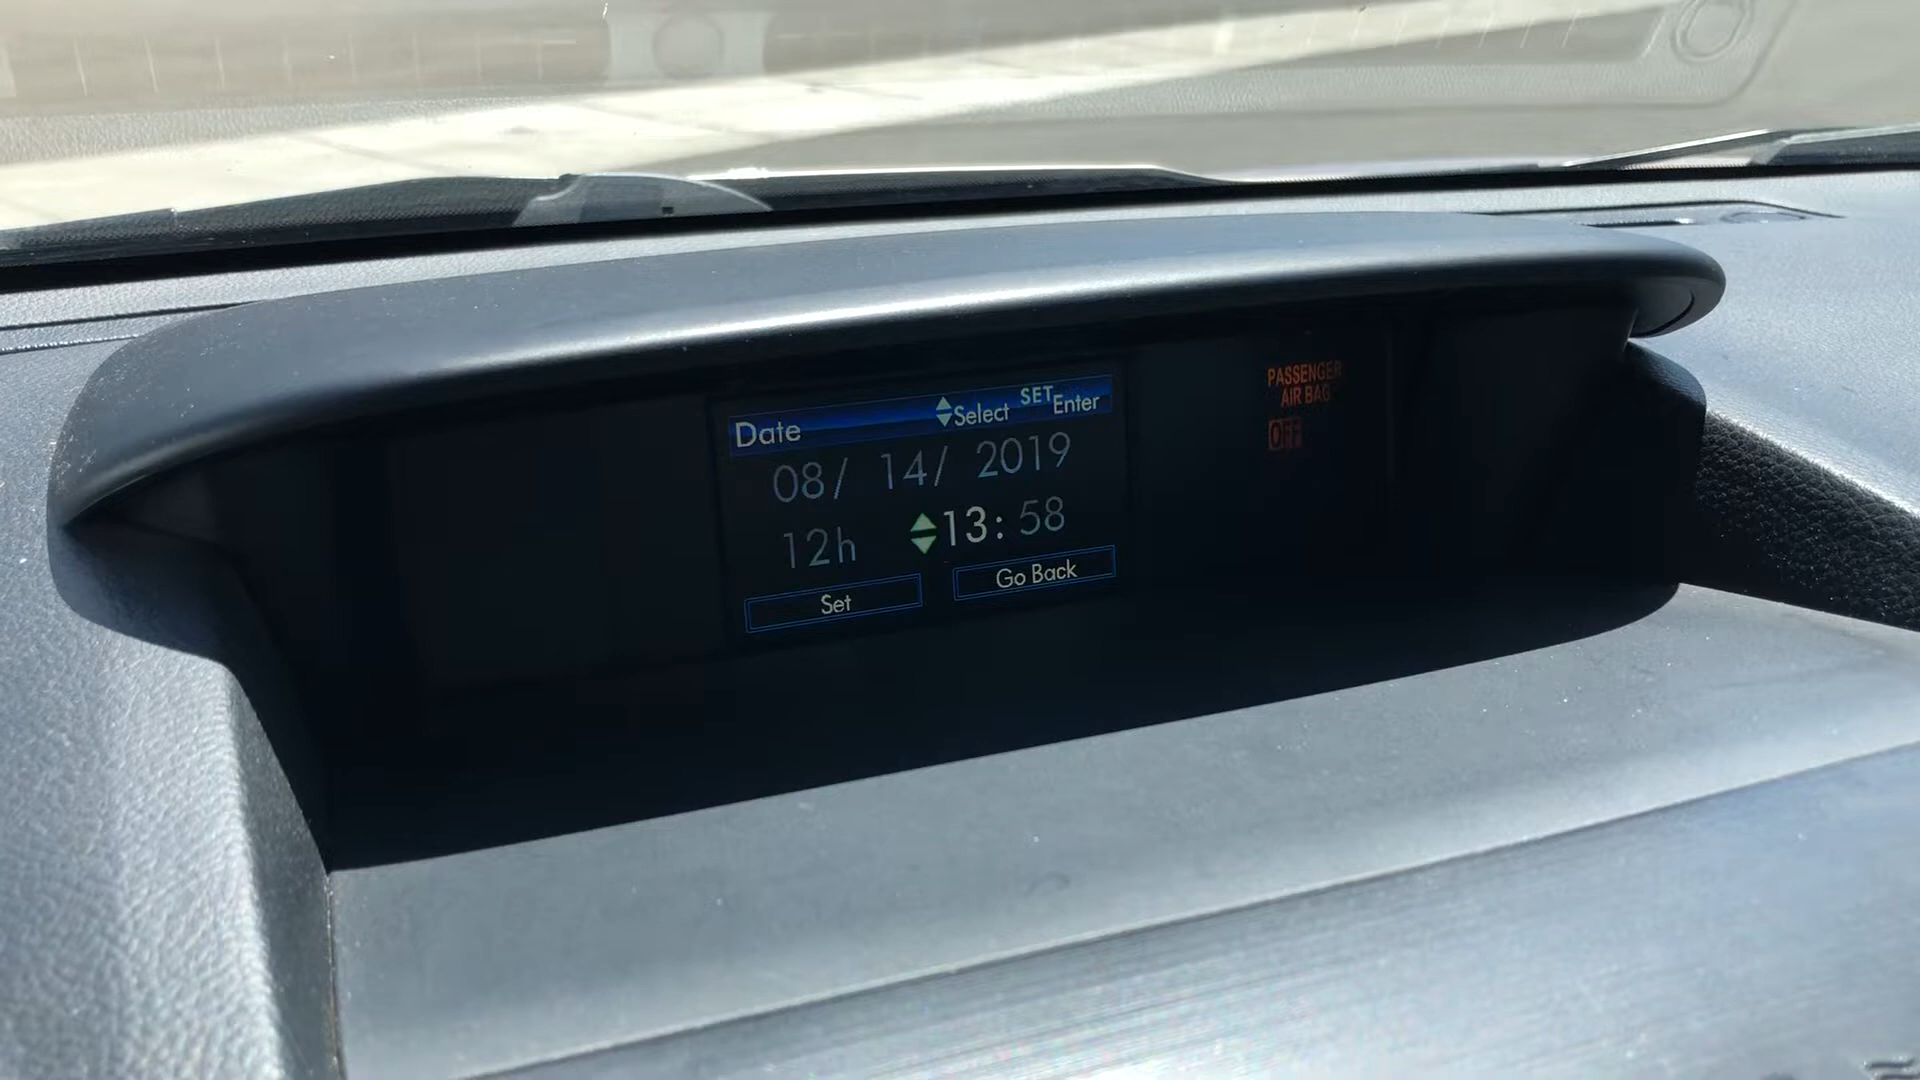 Date Select SET Enter
08/ 14/ 2019
12h 13: 58
Set Go Back
PASSENGER
AIR BAG
OFF